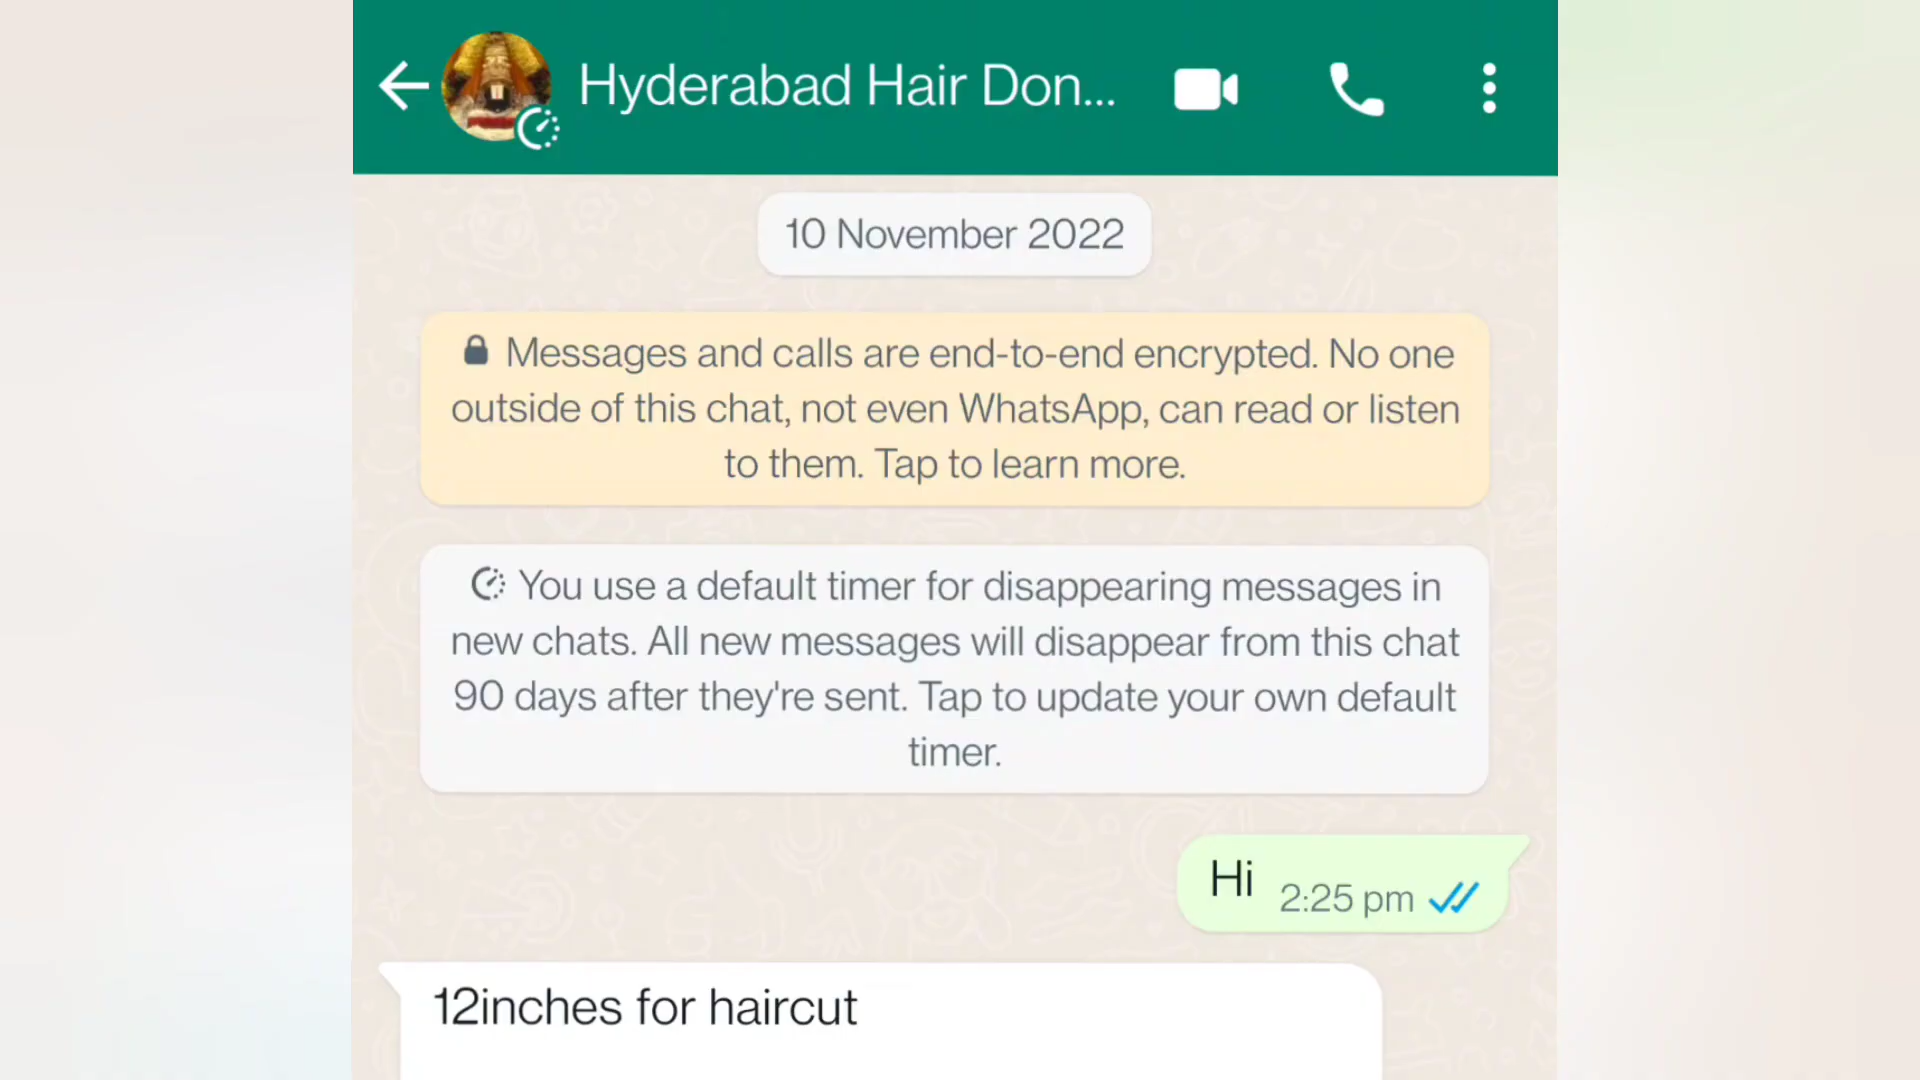 Hyderabad Hair Don...
10 November 2022
Messages and calls are end-to-end encrypted. No one
outside of this chat, not even WhatsApp, can read or listen
to them. Tap to learn more.
You use a default timer for disappearing messages in
new chats. All new messages will disappear from this chat
90 days after they're sent. Tap to update your own default
timer.
Hi 2:25 pm
12inches for haircut